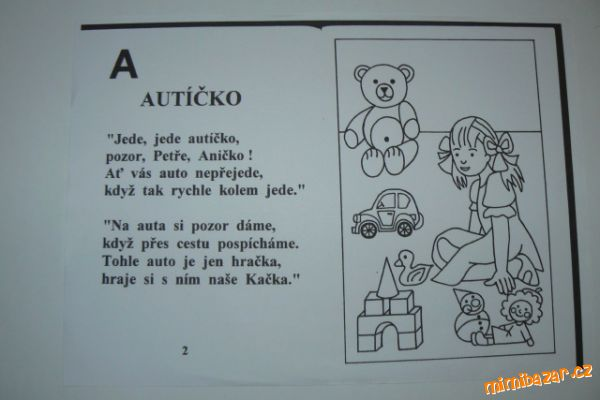 A
AUTÍČKO
"Jede, jede autíčko,
pozor, Petře, Aničko !
Ať vás auto nepřejede,
když tak rychle kolem jede."
"Na auta si pozor dáme,
když přes cestu pospícháme.
Tohle auto je jen hračka,
hraje si s ním naše Kačka."
2
mimibazar.cz